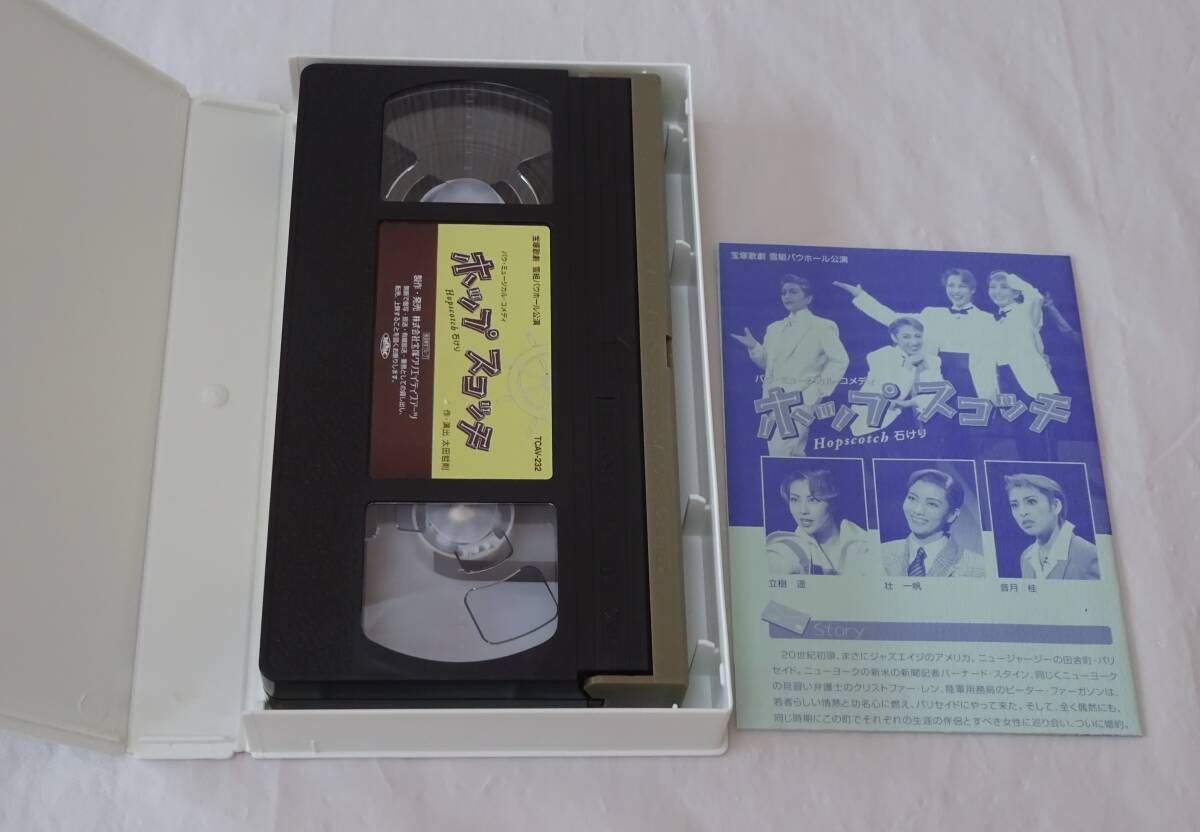 宝塚歌劇 雪組バウホール公演
バウ・ミュージカル・コメディ
ホップ スコッチ
Hopscotch 石けり
作・演出 太田哲則
TCAV-232
製作・発売 株式会社宝塚クリエイティブアーツ
宝塚歌劇 雪組バウホール公演
バウ・ミュージカル・コメディ
ホップ スコッチ
Hopscotch 石けり
立樹 遥
壮 一帆
音月 桂
Story
20世紀初頭、まさにジャズエイジのアメリカ。ニュージャージーの田舎町・パリ
セイド。ニューヨークの新米の新聞記者バーナード・スタイン、同じくニューヨーク
の見習い弁護士のクリストファー・レン、陸軍用務局のピーター・ファーガソンは、
若者らしい情熱と功名心に燃え、パリセイドにやって来た。そして、全く偶然にも、
同じ時期にこの町でそれぞれの生涯の伴侶とすべき女性に巡り会い、ついに婚約。